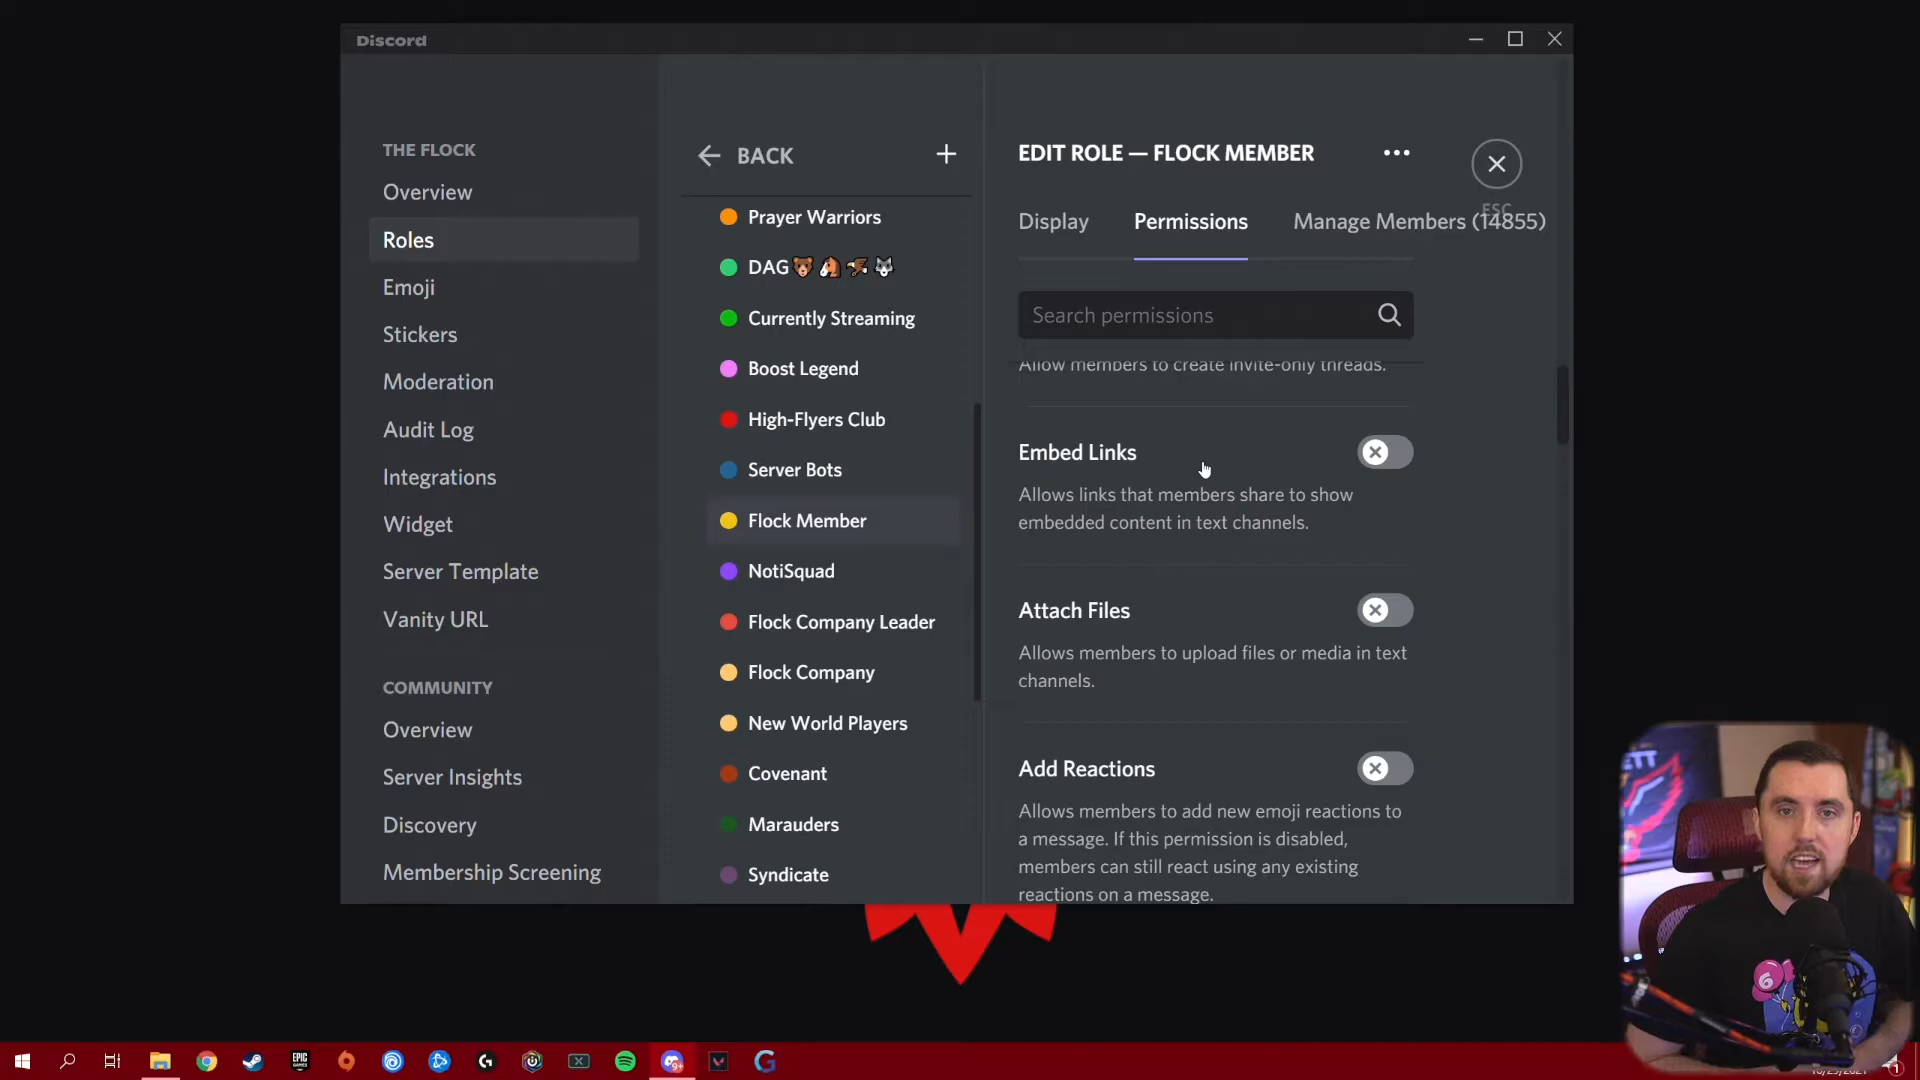 Discord
THE FLOCK
Overview
Roles
Emoji
Stickers
Moderation
Audit Log
Integrations
Widget
Server Template
Vanity URL
COMMUNITY
Overview
Server Insights
Discovery
Membership Screening
BACK
Prayer Warriors
DAG🐻🐴🦅🐺
Currently Streaming
Boost Legend
High-Flyers Club
Server Bots
Flock Member
NotiSquad
Flock Company Leader
Flock Company
New World Players
Covenant
Marauders
Syndicate
EDIT ROLE — FLOCK MEMBER
ESC
Display Permissions Manage Members (14855)
Search permissions
Allow members to create invite-only threads.
Embed Links
Allows links that members share to show
embedded content in text channels.
Attach Files
Allows members to upload files or media in text
channels.
Add Reactions
Allows members to add new emoji reactions to
a message. If this permission is disabled,
members can still react using any existing
reactions on a message.
EPIC
GAMES
9+
1